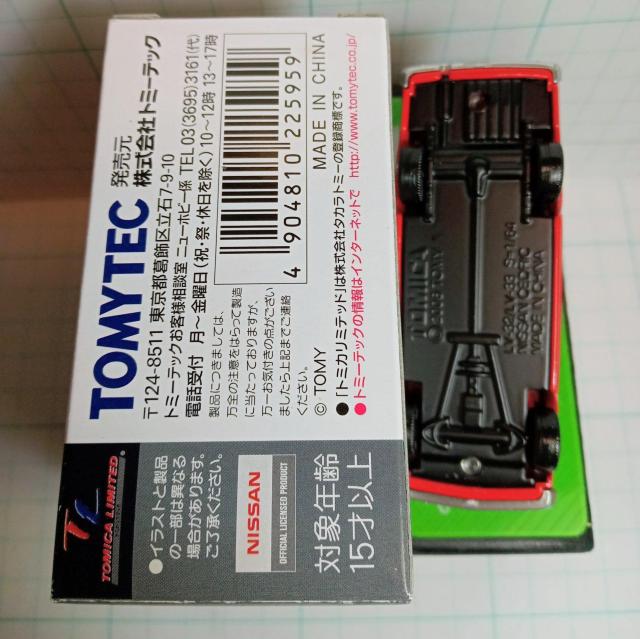 TOMYTEC 発売元 株式会社トミーテック
〒124-8511 東京都葛飾区立石7-9-10
トミーテックお客様相談室 ニューホビー係 TEL03(3695)3161(代)
電話受付 月～金曜日(祝・祭・休日を除く)10～12時 13～17時
製品につきましては、
万全の注意をはらって製造
に当たっておりますが、
万一お気付きの点がござい
ましたら上記までご連絡
ください。
4 904810 225959
MADE IN CHINA
© TOMY
●「トミカリミテッド」は株式会社タカラトミーの登録商標です。
●トミーテックの情報はインターネットで http://www.tomytec.co.jp/
TL
TOMICA LIMITED
●イラストと製品
の一部は異なる
場合があります。
ご了承ください。
NISSAN
OFFICIAL LICENSED PRODUCT
対象年齢
15才以上
TOMICA
MADE IN CHINA